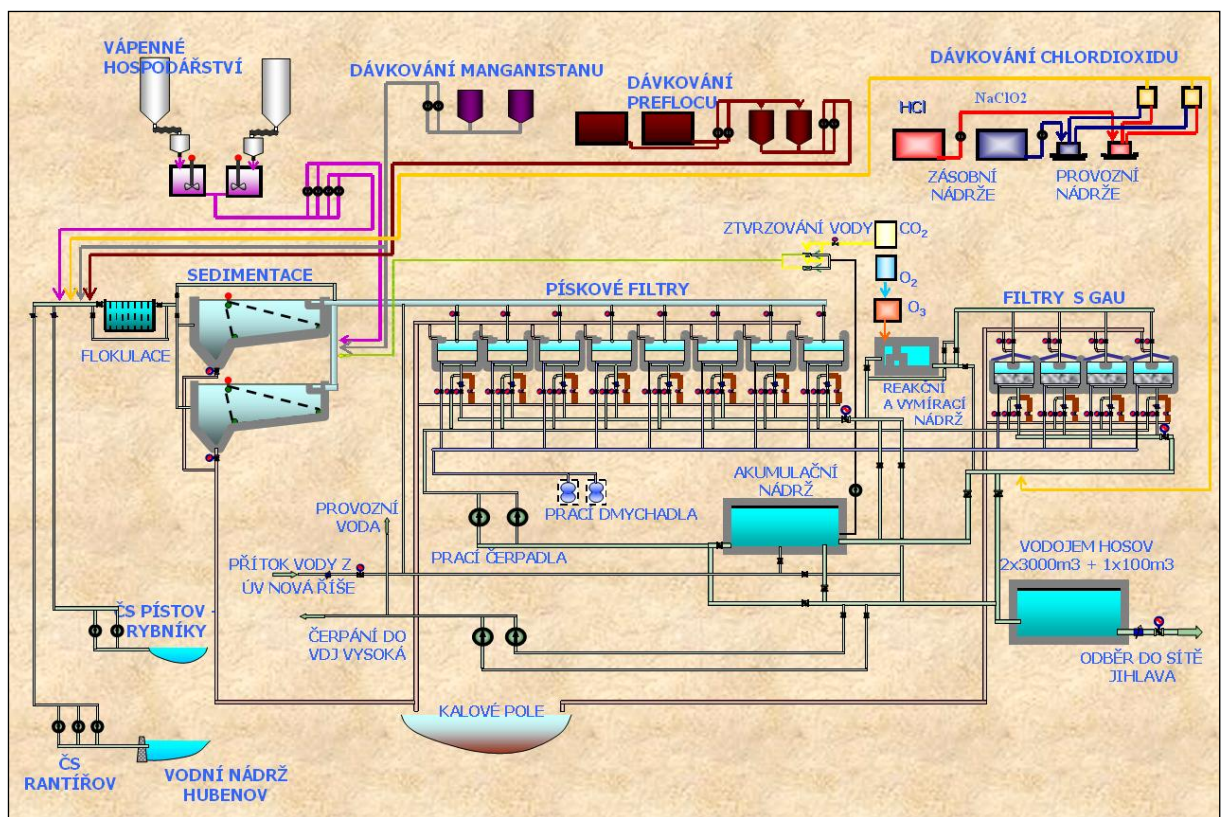 VÁPENNÉ
HOSPODÁŘSTVÍ
DÁVKOVÁNÍ MANGANISTANU
DÁVKOVÁNÍ
PREFLOCU
DÁVKOVÁNÍ CHLORDIOXIDU
HCl
NaClO2
ZÁSOBNÍ
NÁDRŽE
PROVOZNÍ
NÁDRŽE
ZTVRZOVÁNÍ VODY
CO2
O2
O3
SEDIMENTACE
PÍSKOVÉ FILTRY
FILTRY S GAU
FLOKULACE
REAKČNÍ
A VYMÍRACÍ
NÁDRŽ
AKUMULAČNÍ
NÁDRŽ
PROVOZNÍ
VODA
PRACÍ DMYCHADLA
PRACÍ ČERPADLA
PŘÍTOK VODY Z
ÚV NOVÁ ŘÍŠE
VODOJEM HOSOV
2x3000m3 + 1x100m3
ČS PÍSTOV -
RYBNÍKY
ČERPÁNÍ DO
VDJ VYSOKÁ
ODBĚR DO SÍTĚ
JIHLAVA
KALOVÉ POLE
ČS
RANTÍŘOV
VODNÍ NÁDRŽ
HUBENOV